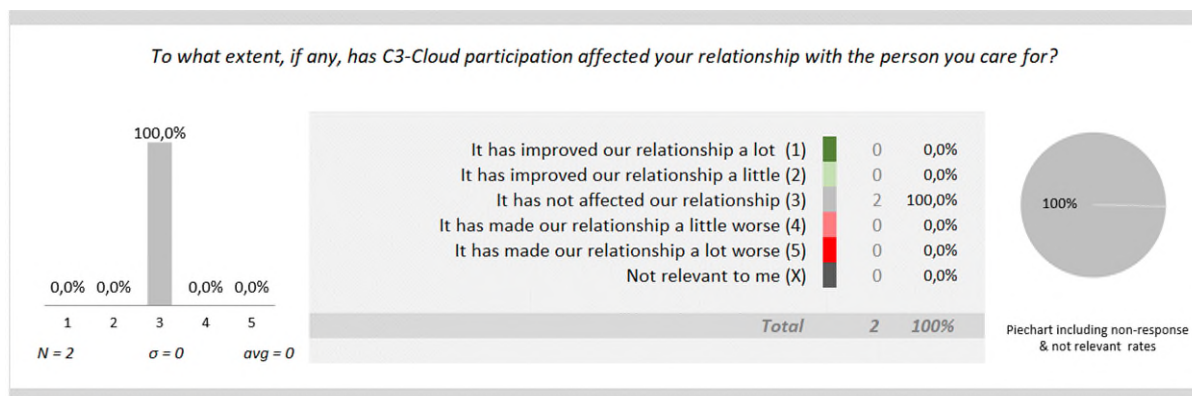 To what extent, if any, has C3-Cloud participation affected your relationship with the person you care for?
100,0%
0,0% 0,0% 0,0% 0,0%
1 2 3 4 5
N = 2 σ = 0 avg = 0
It has improved our relationship a lot (1) 0 0,0%
It has improved our relationship a little (2) 0 0,0%
It has not affected our relationship (3) 2 100,0%
It has made our relationship a little worse (4) 0 0,0%
It has made our relationship a lot worse (5) 0 0,0%
Not relevant to me (X) 0 0,0%
Total 2 100%
100%
Piechart including non-response
& not relevant rates